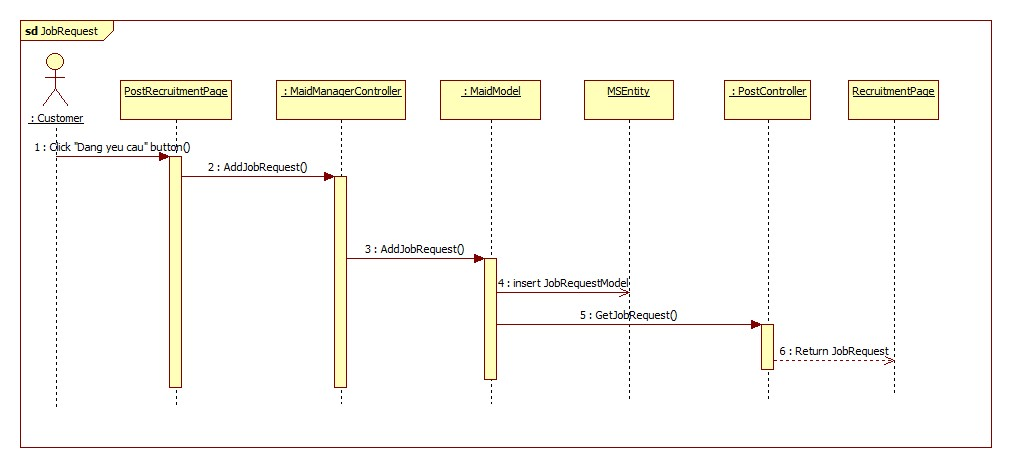 sd JobRequest
: Customer
PostRecruitmentPage
: MaidManagerController
: MaidModel
MSEntity
: PostController
RecruitmentPage
1 : Click "Dang yeu cau" button()
2 : AddJobRequest()
3 : AddJobRequest()
4 : insert JobRequestModel
5 : GetJobRequest()
6 : Return JobRequest